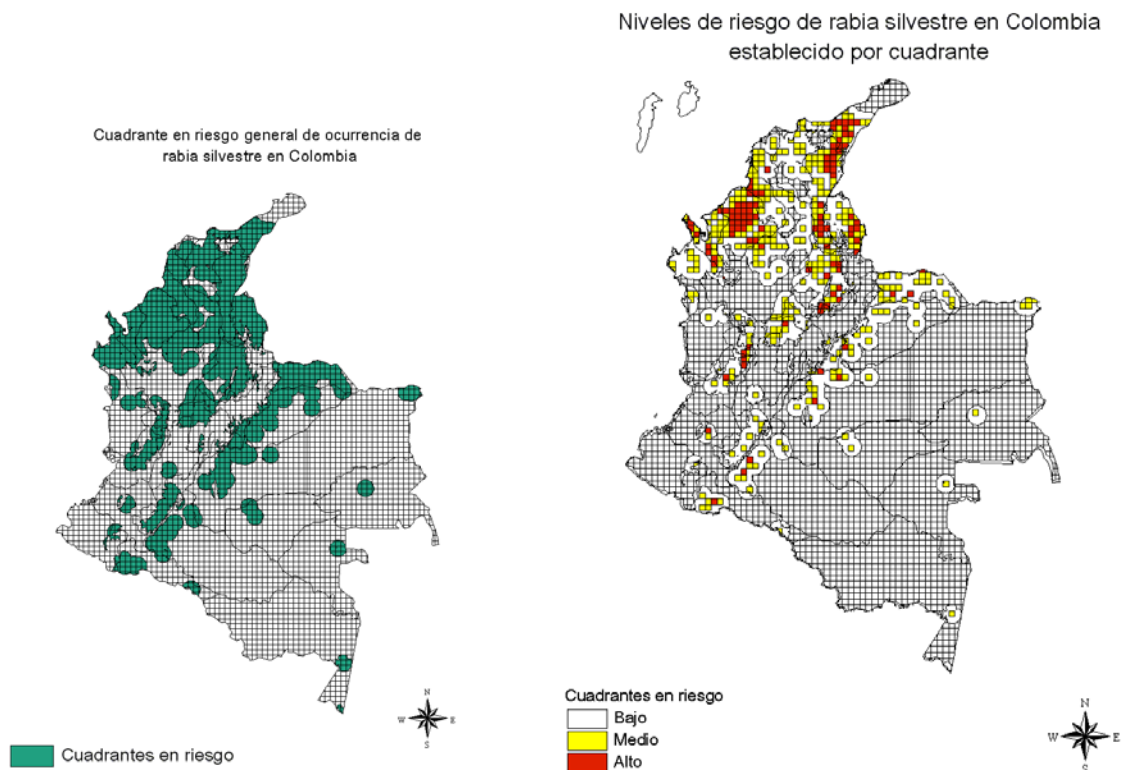 Cuadrante en riesgo general de ocurrencia de
rabia silvestre en Colombia
N
W
E
S
Cuadrantes en riesgo
Niveles de riesgo de rabia silvestre en Colombia
establecido por cuadrante
Cuadrantes en riesgo
Bajo
Medio
Alto
N
W
E
S